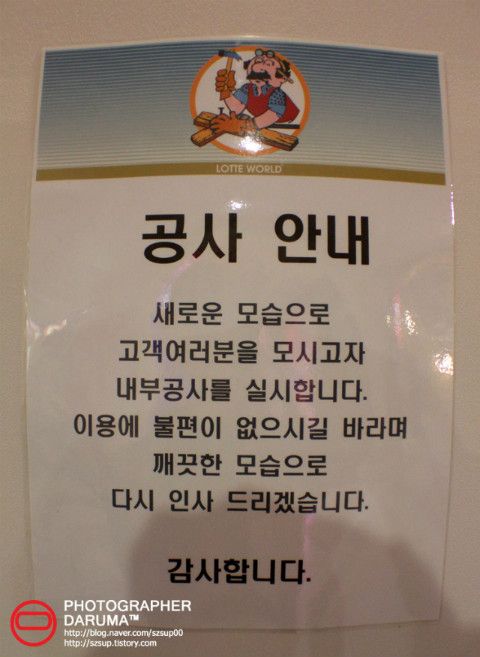 LOTTE WORLD
공사 안내
새로운 모습으로
고객여러분을 모시고자
내부공사를 실시합니다.
이용에 불편이 없으시길 바라며
깨끗한 모습으로
다시 인사 드리겠습니다.
감사합니다.
PHOTOGRAPHER
DARUMA™
http://blog.naver.com/szsup00
http://szsup.tistory.com